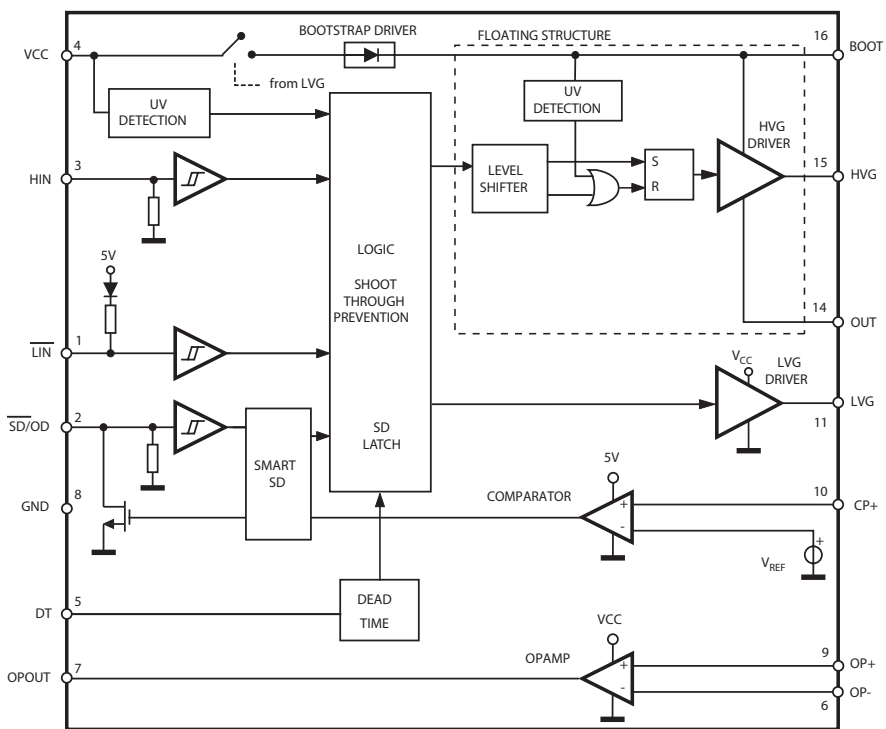 BOOTSTRAP DRIVER
FLOATING STRUCTURE
4
16
VCC
BOOT
from LVG
UV
DETECTION
UV
DETECTION
HVG
DRIVER
3
15
HIN
HVG
LEVEL
SHIFTER
S
R
LOGIC
SHOOT
THROUGH
PREVENTION
5V
14
OUT
1
LIN
VCC
LVG
DRIVER
LVG
11
2
SD/OD
SD
LATCH
SMART
SD
5V
8
GND
COMPARATOR
10
CP+
+
-
+
VREF
5
DT
DEAD
TIME
VCC
7
OPOUT
OPAMP
9
OP+
+
-
OP-
6